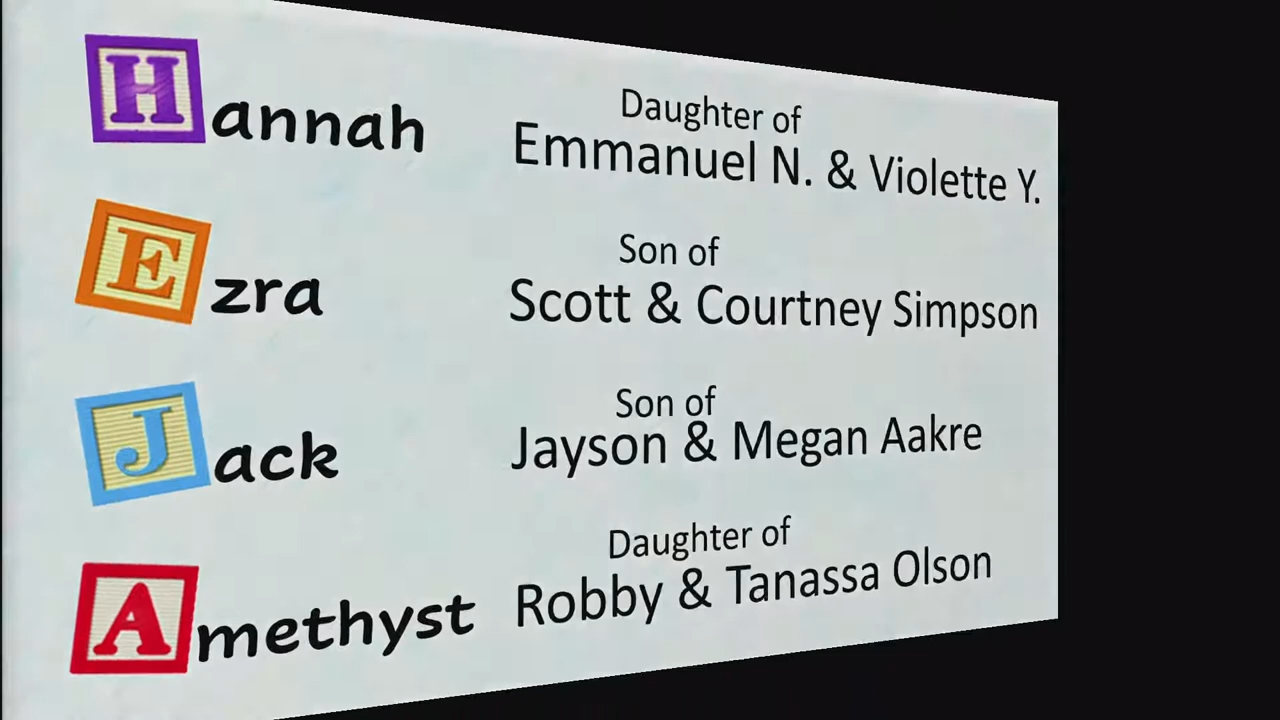 Hannah
Daughter of
Emmanuel N. & Violette Y.
Ezra
Son of
Scott & Courtney Simpson
Jack
Son of
Jayson & Megan Aakre
Amethyst
Daughter of
Robby & Tanassa Olson